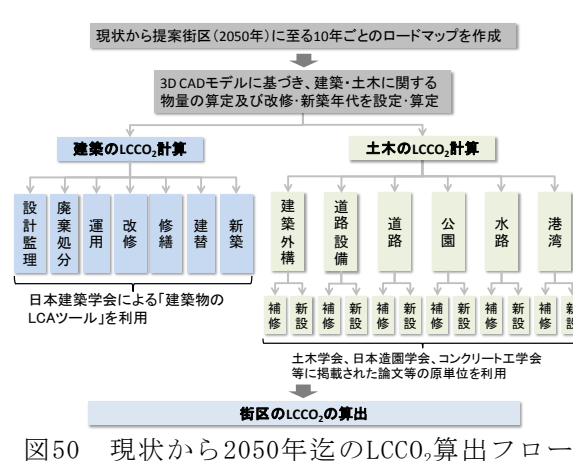 現状から提案街区(2050年)に至る10年ごとのロードマップを作成
3D CADモデルに基づき、建築・土木に関する
物量の算定及び改修・新築年代を設定・算定
建築のLCCO₂計算
土木のLCCO₂計算
設計監理
廃棄処分
運用
改修
修繕
建替
新築
建築外構
道路設備
道路
公園
水路
港湾
補修
新設
補修
新設
補修
新設
補修
新設
補修
新設
補修
新設
日本建築学会による「建築物の
LCAツール」を利用
土木学会、日本造園学会、コンクリート工学会
等に掲載された論文等の原単位を利用
街区のLCCO₂の算出
図50 現状から2050年迄のLCCO₂算出フロー